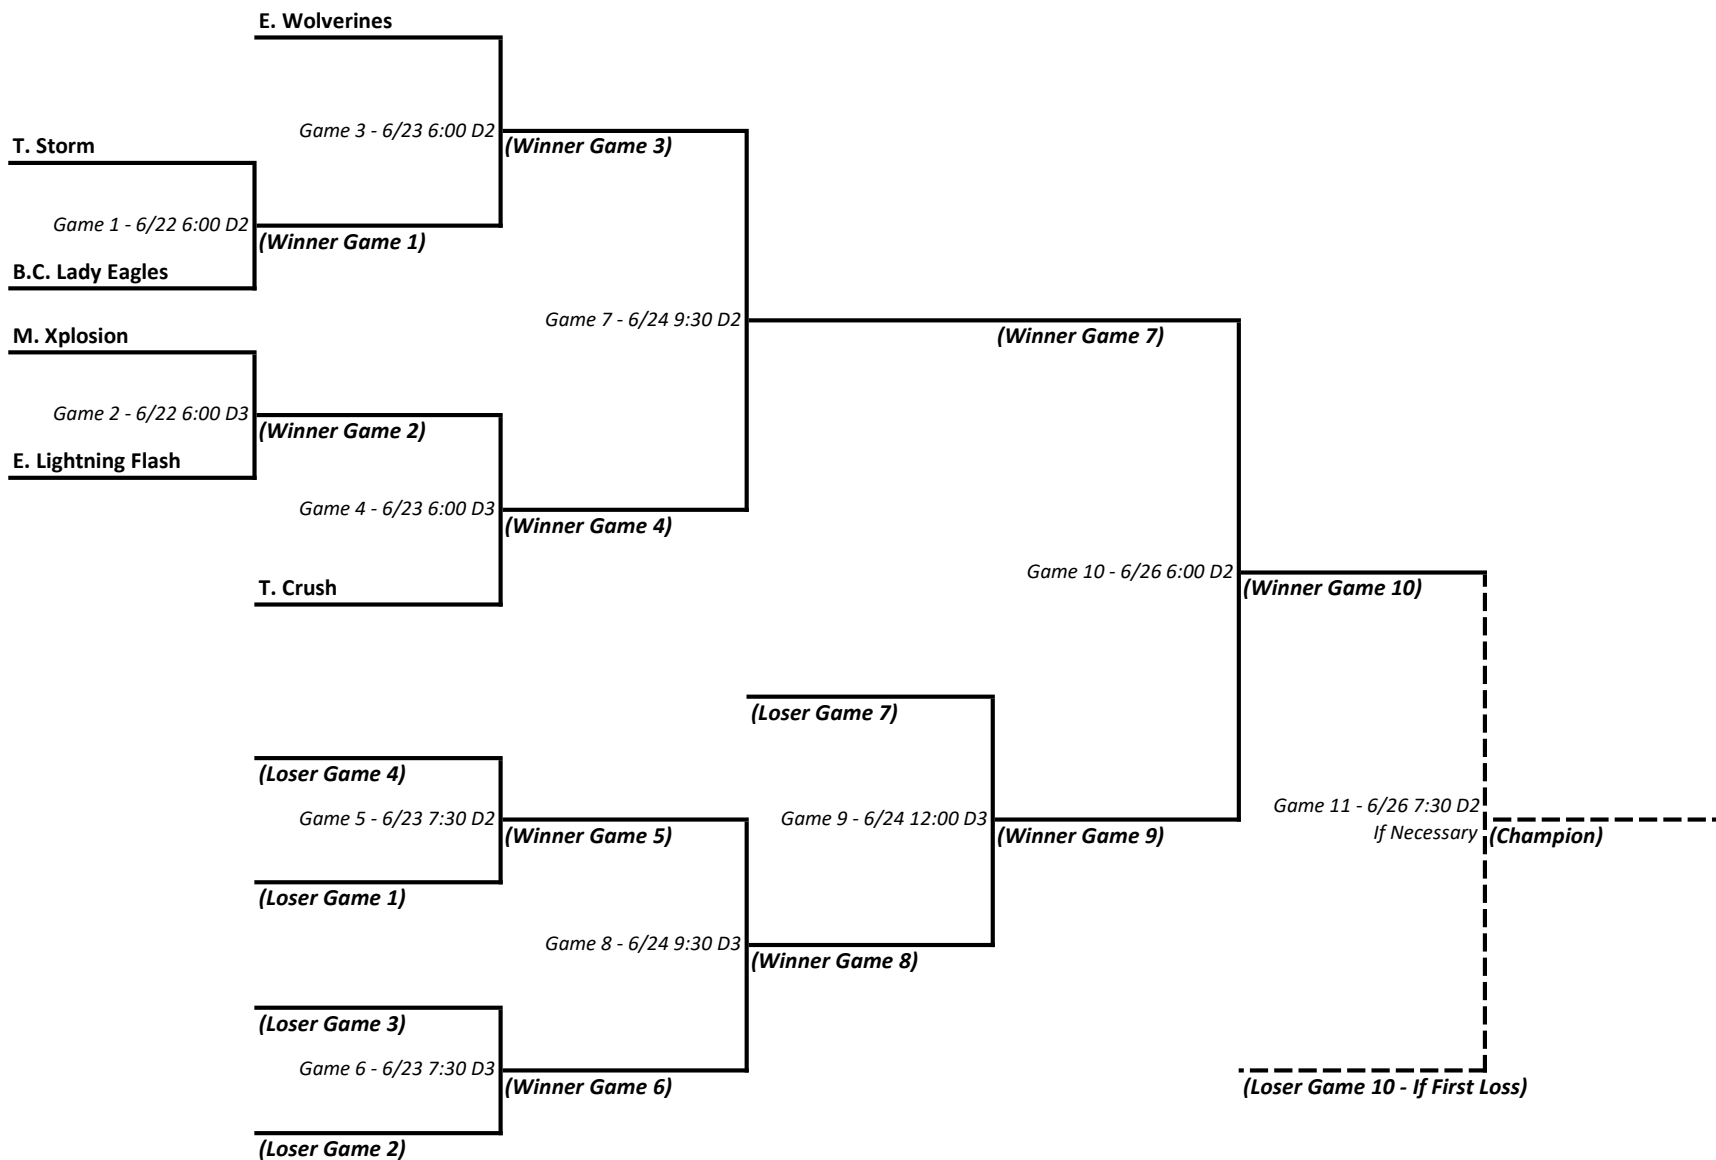 E. Wolverines
Game 3 - 6/23 6:00 D2
(Winner Game 3)
T. Storm
Game 1 - 6/22 6:00 D2
(Winner Game 1)
B.C. Lady Eagles
Game 7 - 6/24 9:30 D2
(Winner Game 7)
M. Xplosion
Game 2 - 6/22 6:00 D3
(Winner Game 2)
E. Lightning Flash
Game 4 - 6/23 6:00 D3
(Winner Game 4)
Game 10 - 6/26 6:00 D2
(Winner Game 10)
T. Crush
(Loser Game 7)
(Loser Game 4)
Game 5 - 6/23 7:30 D2
(Winner Game 5)
Game 9 - 6/24 12:00 D3
(Winner Game 9)
Game 11 - 6/26 7:30 D2
If Necessary
(Champion)
(Loser Game 1)
Game 8 - 6/24 9:30 D3
(Winner Game 8)
(Loser Game 3)
Game 6 - 6/23 7:30 D3
(Winner Game 6)
(Loser Game 10 - If First Loss)
(Loser Game 2)